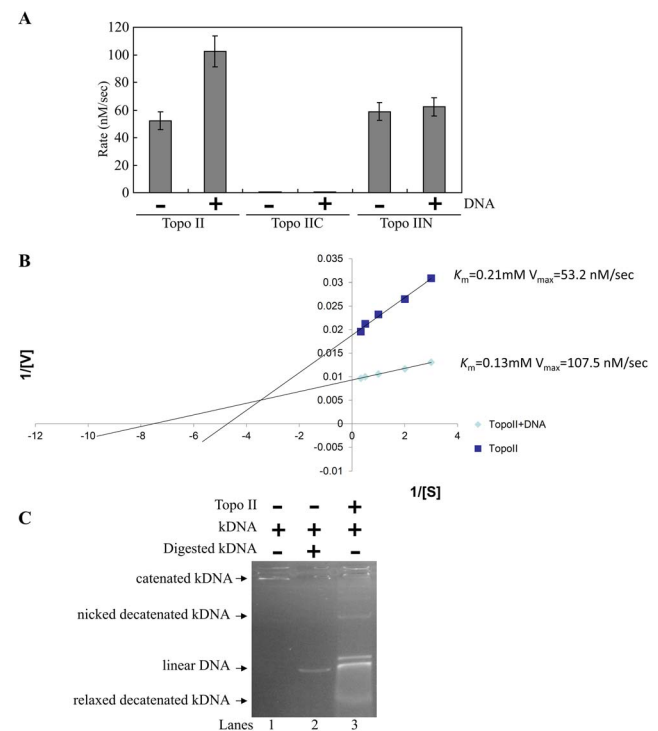 A
Rate (nM/sec)
120
100
80
60
40
20
0
- + - + - + DNA
Topo II Topo IIC Topo IIN
B
1/[V]
0.035
0.03
0.025
0.02
0.015
0.01
0.005
0
-0.005
-0.01
-12 -10 -8 -6 -4 -2 0 2 4
1/[S]
Km=0.21mM Vmax=53.2 nM/sec
Km=0.13mM Vmax=107.5 nM/sec
TopoII+DNA
TopoII
C
Topo II - - +
kDNA + + +
Digested kDNA - + -
catenated kDNA
nicked decatenated kDNA
linear DNA
relaxed decatenated kDNA
Lanes 1 2 3